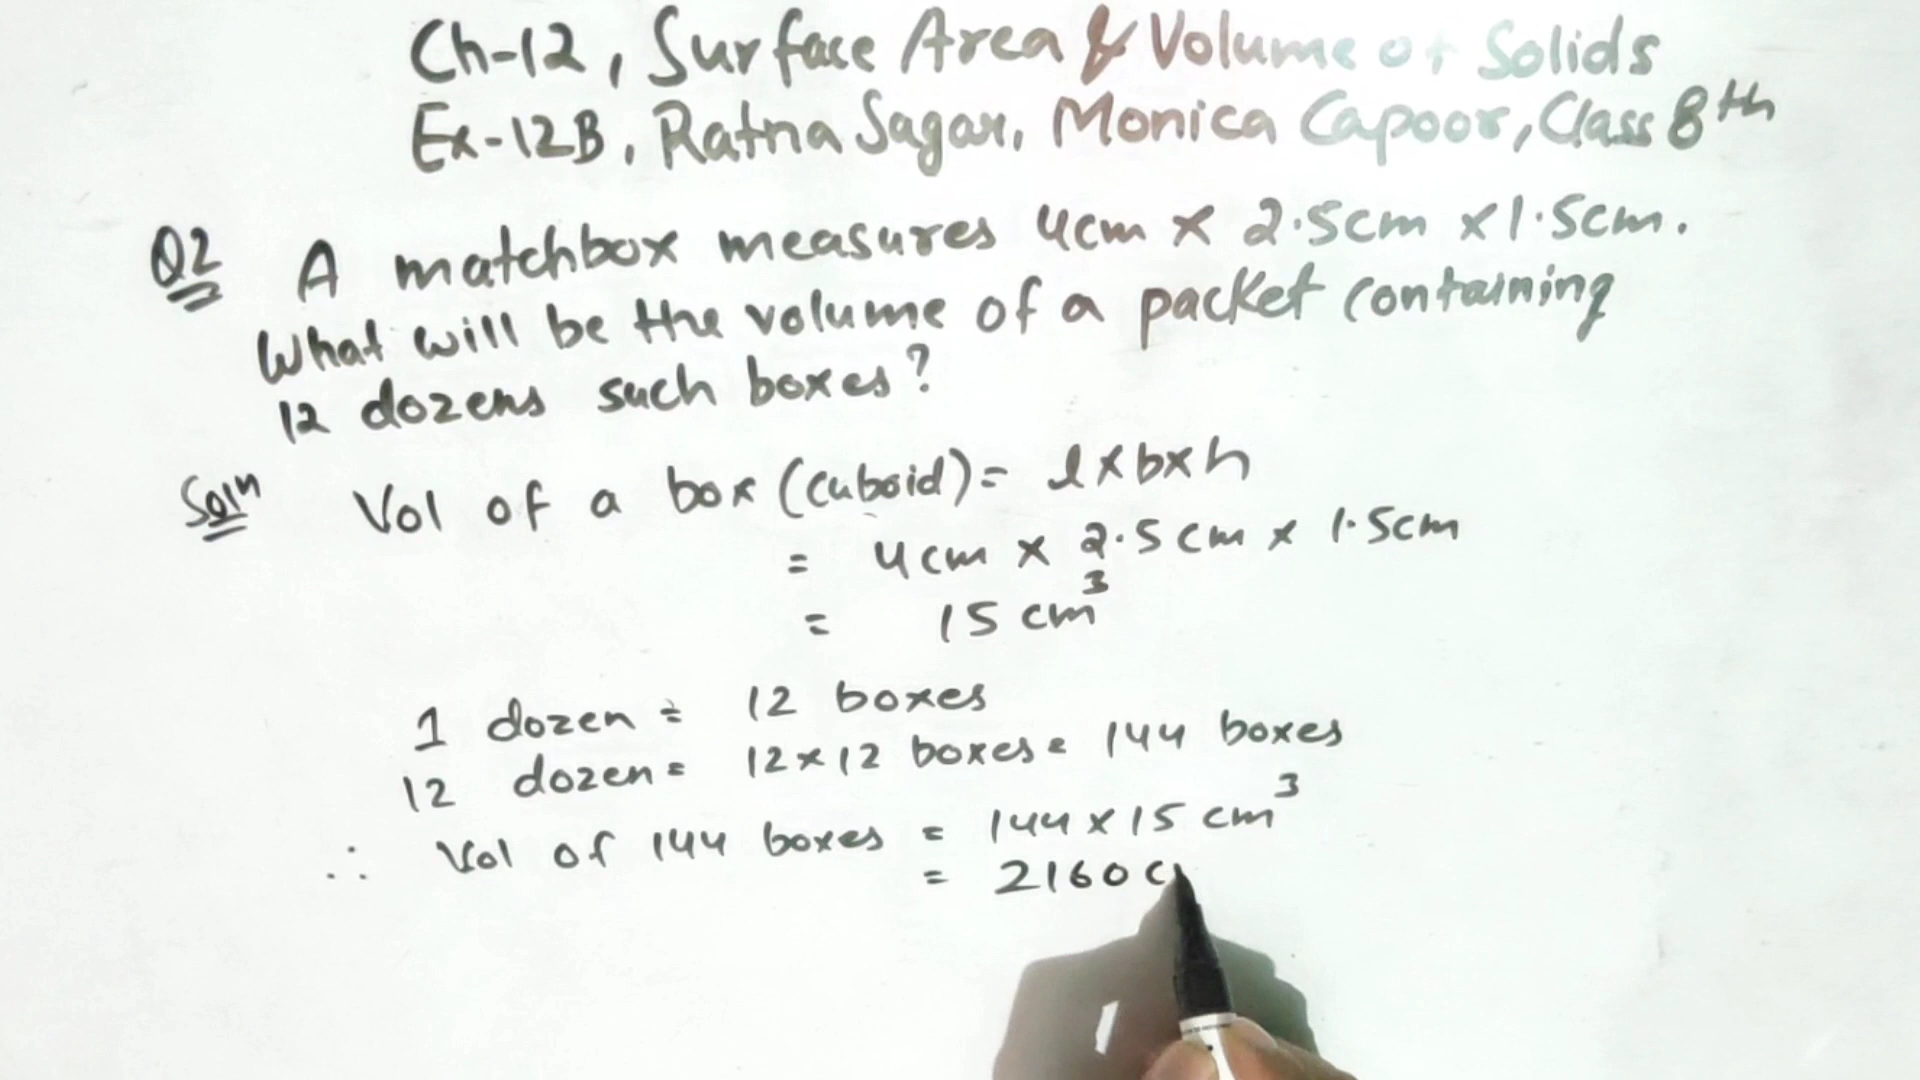 Ch-12, Surface Area & Volume of Solids
Ex-12B, Ratna Sagar, Monica Capoor, Class 8th
Q2 A matchbox measures 4cm x 2.5cm x 1.5cm.
What will be the volume of a packet containing
12 dozens such boxes?
Soln Vol of a box (cuboid) = l x b x h
= 4cm x 2.5cm x 1.5cm
= 15 cm³
1 dozen = 12 boxes
12 dozen = 12 x 12 boxes = 144 boxes
∴ Vol of 144 boxes = 144 x 15 cm³
= 2160 c